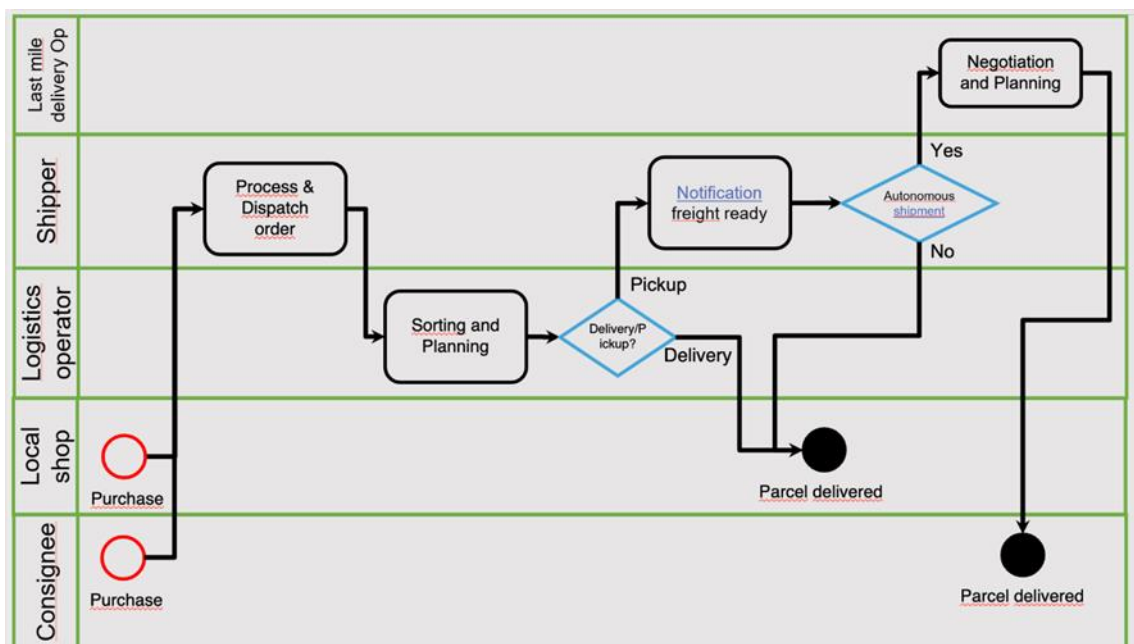 Last mile
delivery Op
Negotiation
and Planning
Shipper
Process &
Dispatch
order
Notification
freight ready
Autonomous
shipment
Yes
No
Logistics
operator
Sorting and
Planning
Pickup
Delivery/P
ickup?
Delivery
Local
shop
Purchase
Parcel delivered
Consignee
Purchase
Parcel delivered